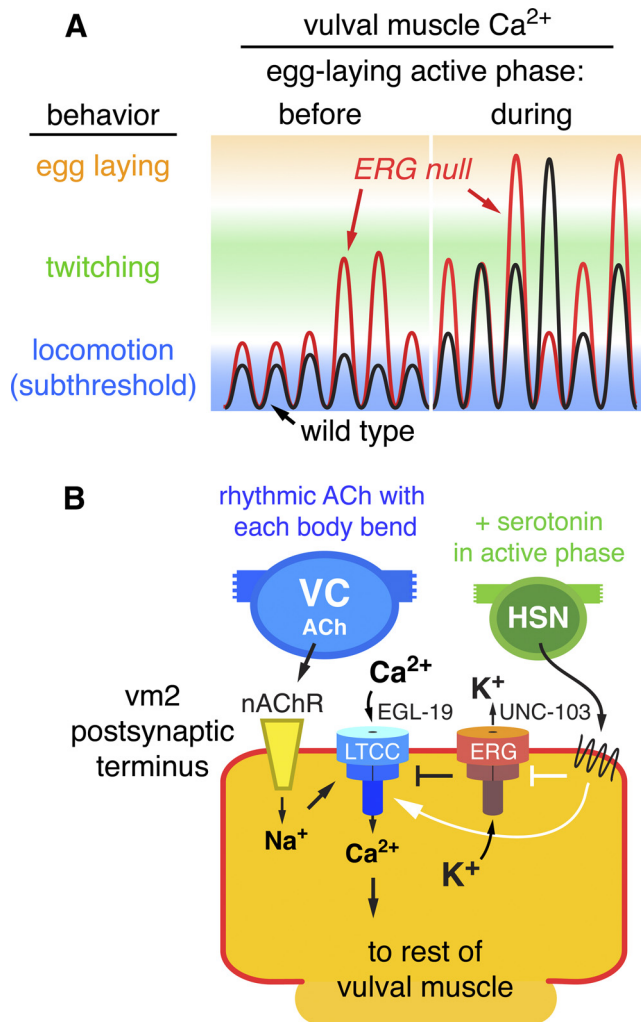 A
vulval muscle Ca²⁺
egg-laying active phase:
behavior
before
during
egg laying
ERG null
twitching
locomotion
(subthreshold)
wild type
B
rhythmic ACh with
each body bend
+ serotonin
in active phase
VC
ACh
HSN
Ca²⁺
K⁺
vm2
postsynaptic
terminus
nAChR
EGL-19
UNC-103
LTCC
ERG
Na⁺
Ca²⁺
K⁺
to rest of
vulval muscle